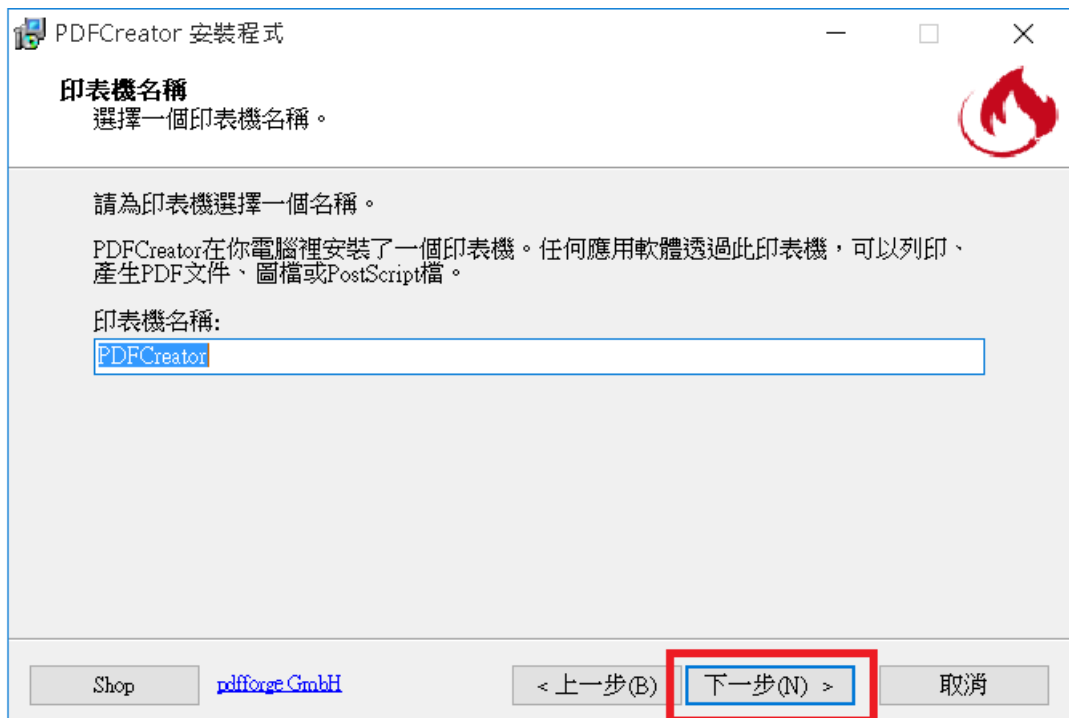 PDFCreator 安裝程式
印表機名稱
選擇一個印表機名稱。
請為印表機選擇一個名稱。
PDFCreator在你電腦裡安裝了一個印表機。任何應用軟體透過此印表機，可以列印、
產生PDF文件、圖檔或PostScript檔。
印表機名稱:
PDFCreator
Shop pdfforge GmbH < 上一步(B) 下一步(N) > 取消